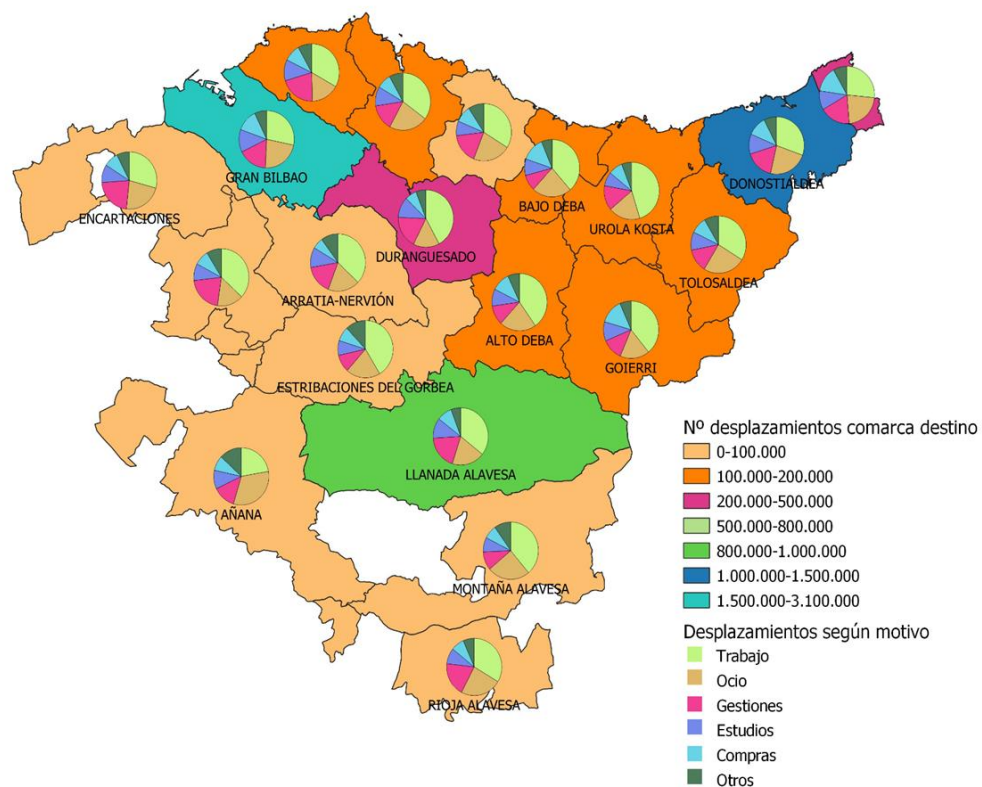 GRAN BILBAO
DONOSTIALDEA
ENCARTACIONES
BAJO DEBA
UROLA KOSTA
DURANGUESADO
TOLOSALDEA
ARRATIA-NERVIÓN
ALTO DEBA
GOIERRI
ESTRIBACIONES DEL GORBEA
LLANADA ALAVESA
AÑANA
MONTAÑA ALAVESA
RIOJA ALAVESA
Nº desplazamientos comarca destino
0-100.000
100.000-200.000
200.000-500.000
500.000-800.000
800.000-1.000.000
1.000.000-1.500.000
1.500.000-3.100.000
Desplazamientos según motivo
Trabajo
Ocio
Gestiones
Estudios
Compras
Otros